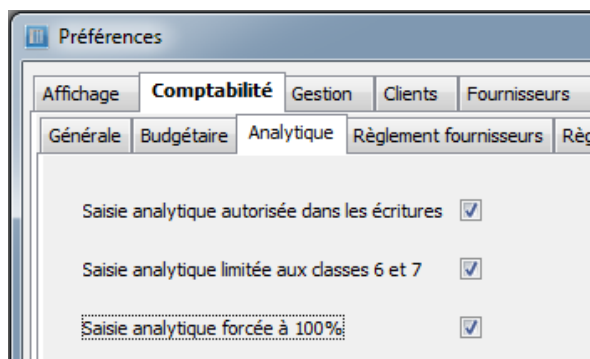 Préférences
Affichage Comptabilité Gestion Clients Fournisseurs
Générale Budgétaire Analytique Règlement fournisseurs Règ
Saisie analytique autorisée dans les écritures
Saisie analytique limitée aux classes 6 et 7
Saisie analytique forcée à 100%